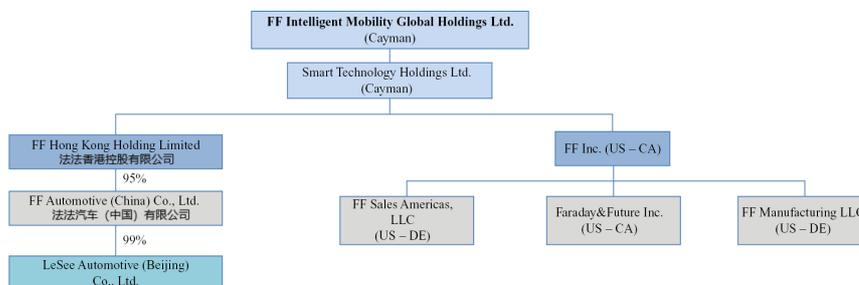 FF Intelligent Mobility Global Holdings Ltd.
(Cayman)
Smart Technology Holdings Ltd.
(Cayman)
FF Hong Kong Holding Limited
法法香港控股有限公司
FF Inc. (US – CA)
95%
FF Automotive (China) Co., Ltd.
法法汽车（中国）有限公司
FF Sales Americas,
LLC
(US – DE)
Faraday&Future Inc.
(US – CA)
FF Manufacturing LLC
(US – DE)
99%
LeSee Automotive (Beijing)
Co., Ltd.